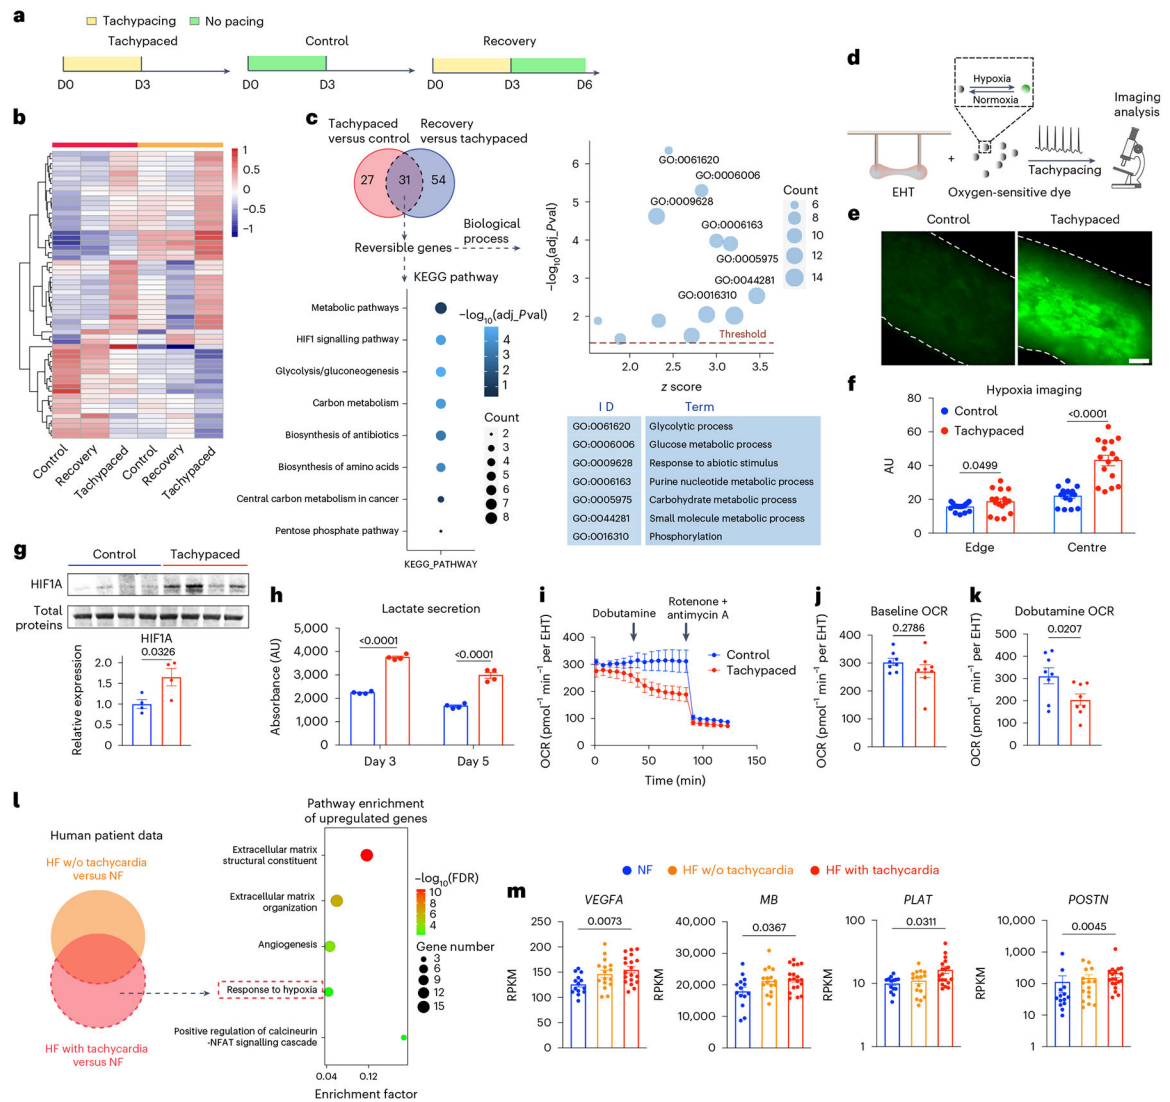 a
Tachypacing
No pacing
Tachypaced
Control
Recovery
D0
D3
D0
D3
D0
D3
D6
b
1
0.5
0
−0.5
−1
Control
Recovery
Tachypaced
Control
Recovery
Tachypaced
c
Tachypaced
versus control
Recovery
versus tachypaced
27
31
54
Reversible genes
Biological
process
KEGG pathway
Metabolic pathways
HIF1 signalling pathway
Glycolysis/gluconeogenesis
Carbon metabolism
Biosynthesis of antibiotics
Biosynthesis of amino acids
Central carbon metabolism in cancer
Pentose phosphate pathway
KEGG_PATHWAY
−log10(adj_Pval)
4
3
2
1
Count
2
3
4
5
6
7
8
−log10(adj_Pval)
6
5
4
3
2
GO:0061620
GO:0006006
GO:0009628
GO:0006163
GO:0005975
GO:0044281
GO:0016310
Threshold
2.0
2.5
3.0
3.5
z score
Count
6
8
10
12
14
I D
Term
GO:0061620
Glycolytic process
GO:0006006
Glucose metabolic process
GO:0009628
Response to abiotic stimulus
GO:0006163
Purine nucleotide metabolic process
GO:0005975
Carbohydrate metabolic process
GO:0044281
Small molecule metabolic process
GO:0016310
Phosphorylation
d
Hypoxia
Normoxia
EHT
+
Oxygen-sensitive dye
Tachypacing
Imaging
analysis
e
Control
Tachypaced
f
Hypoxia imaging
Control
Tachypaced
AU
80
60
40
20
0
0.0499
<0.0001
Edge
Centre
g
Control
Tachypaced
HIF1A
Total
proteins
HIF1A
0.0326
Relative expression
2.0
1.5
1.0
0.5
0
h
Lactate secretion
Absorbance (AU)
5,000
4,000
3,000
2,000
1,000
0
<0.0001
<0.0001
Day 3
Day 5
i
Dobutamine
Rotenone +
antimycin A
Control
Tachypaced
OCR (pmol−1 min−1 per EHT)
400
300
200
100
0
0
50
100
150
Time (min)
j
Baseline OCR
0.2786
OCR (pmol−1 min−1 per EHT)
400
300
200
100
0
k
Dobutamine OCR
0.0207
OCR (pmol−1 min−1 per EHT)
500
400
300
200
100
0
l
Human patient data
HF w/o tachycardia
versus NF
HF with tachycardia
versus NF
Pathway enrichment
of upregulated genes
Extracellular matrix
structural constituent
Extracellular matrix
organization
Angiogenesis
Response to hypoxia
Positive regulation of calcineurin
-NFAT signalling cascade
0.04
0.12
Enrichment factor
−log10(FDR)
10
8
6
4
Gene number
3
6
9
12
15
m
NF
HF w/o tachycardia
HF with tachycardia
VEGFA
0.0073
RPKM
250
200
150
100
50
0
MB
0.0367
RPKM
40,000
30,000
20,000
10,000
0
PLAT
0.0311
RPKM
100
10
1
POSTN
0.0045
RPKM
10,000
1,000
100
10
1